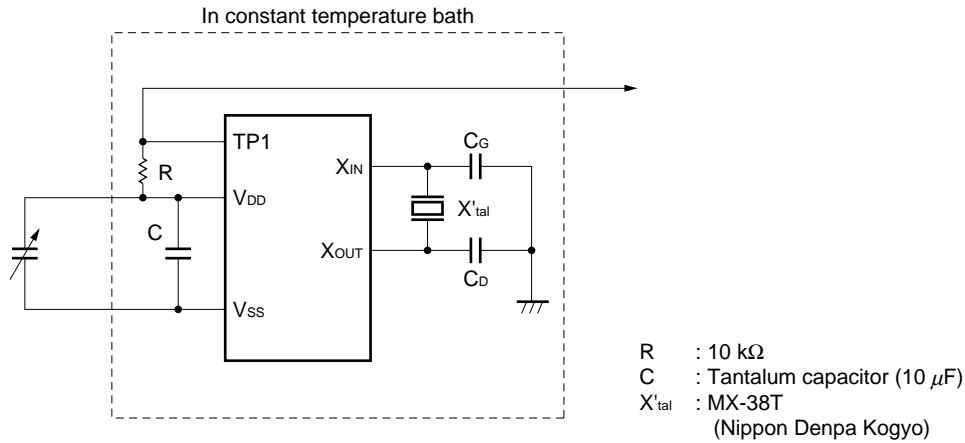 In constant temperature bath
TP1
R
VDD
C
VSS
XIN
XOUT
CG
X'tal
CD
R : 10 kΩ
C : Tantalum capacitor (10 μF)
X'tal : MX-38T
(Nippon Denpa Kogyo)